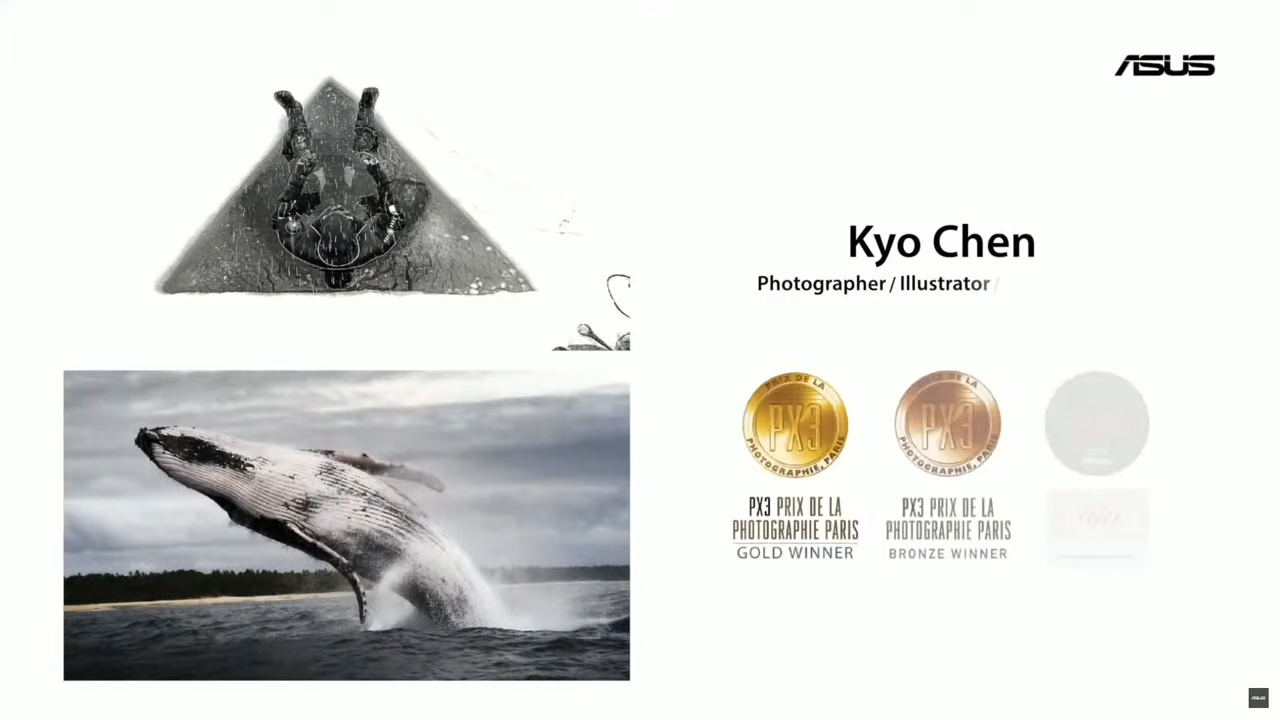 ASUS
Kyo Chen
Photographer / Illustrator /
PRIX DE LA
PX3
PHOTOGRAPHIE, PARIS
PRIX DE LA
PX3
PHOTOGRAPHIE, PARIS
PX3 PRIX DE LA
PHOTOGRAPHIE PARIS
GOLD WINNER
PX3 PRIX DE LA
PHOTOGRAPHIE PARIS
BRONZE WINNER
ASUS